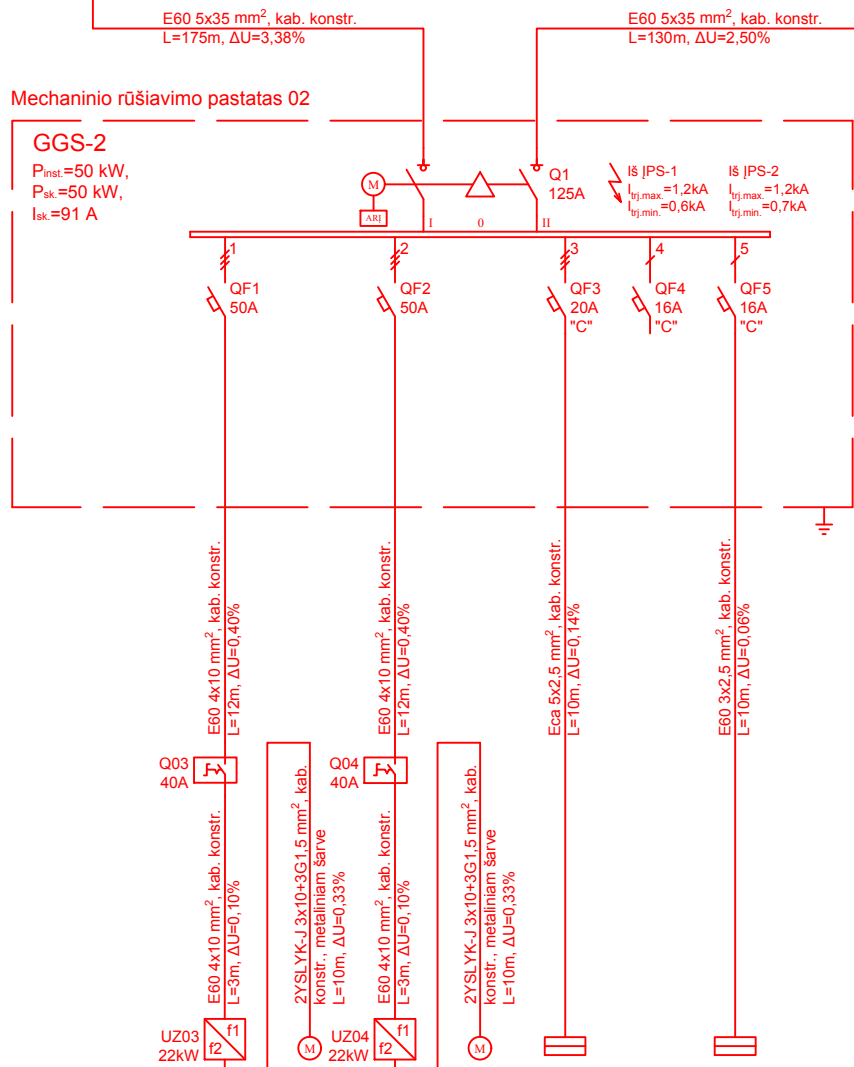 E60 5x35 mm², kab. konstr.
L=175m, ΔU=3,38%
E60 5x35 mm², kab. konstr.
L=130m, ΔU=2,50%
Mechaninio rūšiavimo pastatas 02
GGS-2
Pinst.=50 kW,
Psk.=50 kW,
Isk.=91 A
M
ARĮ
I
0
II
Q1
125A
Iš ĮPS-1
Itrj.max.=1,2kA
Itrj.min.=0,6kA
Iš ĮPS-2
Itrj.max.=1,2kA
Itrj.min.=0,7kA
1
2
3
4
5
QF1
50A
QF2
50A
QF3
20A
"C"
QF4
16A
"C"
QF5
16A
"C"
E60 4x10 mm², kab. konstr.
L=12m, ΔU=0,40%
E60 4x10 mm², kab. konstr.
L=12m, ΔU=0,40%
Eca 5x2,5 mm², kab. konstr.
L=10m, ΔU=0,14%
E60 3x2,5 mm², kab. konstr.
L=10m, ΔU=0,06%
Q03
40A
Q04
40A
E60 4x10 mm², kab. konstr.
L=3m, ΔU=0,10%
2YSLYK-J 3x10+3G1,5 mm², kab.
konstr., metaliniam šarve
L=10m, ΔU=0,33%
E60 4x10 mm², kab. konstr.
L=3m, ΔU=0,10%
2YSLYK-J 3x10+3G1,5 mm², kab.
konstr., metaliniam šarve
L=10m, ΔU=0,33%
UZ03
22kW
f1
f2
M
UZ04
22kW
f1
f2
M